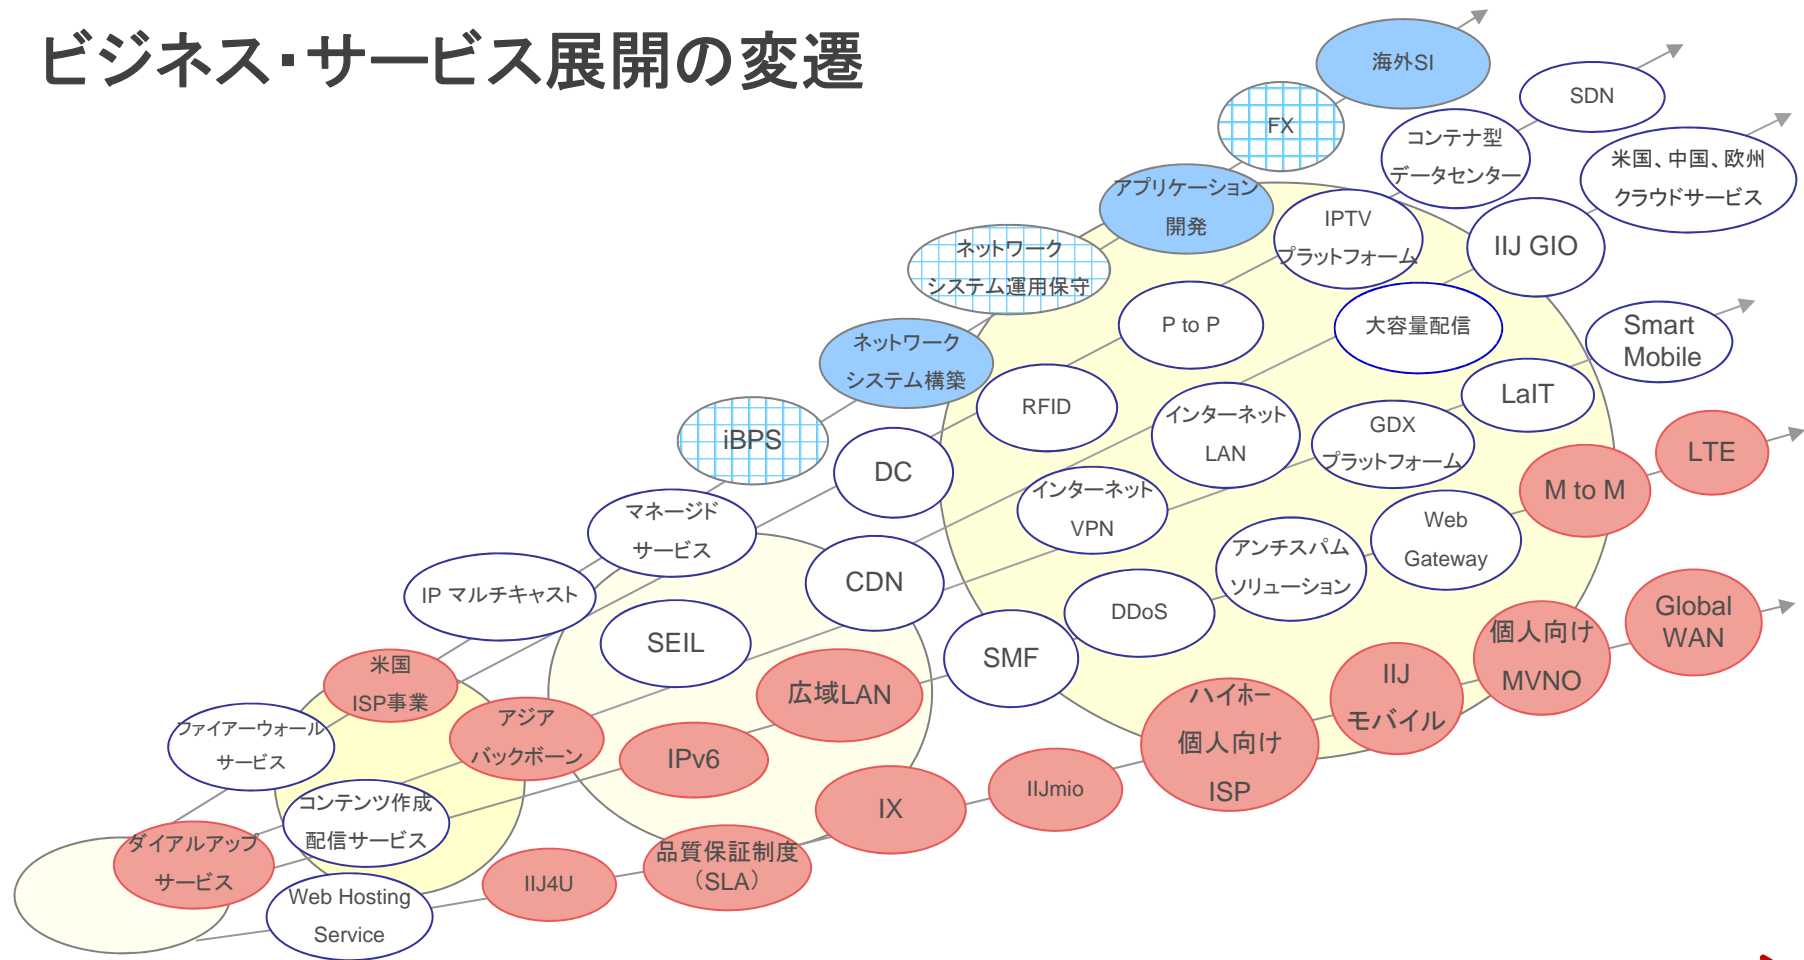 ビジネス・サービス展開の変遷
海外SI
SDN
FX
コンテナ型
データセンター
米国、中国、欧州
クラウドサービス
アプリケーション
開発
IPTV
プラットフォーム
IIJ GIO
ネットワーク
システム運用保守
P to P
大容量配信
Smart
Mobile
ネットワーク
システム構築
RFID
インターネット
LAN
GDX
プラットフォーム
LaIT
iBPS
DC
LTE
インターネット
VPN
M to M
マネージド
サービス
Web
Gateway
アンチスパム
ソリューション
IP マルチキャスト
CDN
DDoS
Global
WAN
SEIL
SMF
個人向け
MVNO
米国
ISP事業
広域LAN
IIJ
モバイル
ハイホー
個人向け
ISP
ファイアーウォール
サービス
アジア
バックボーン
IPv6
IX
IIJmio
コンテンツ作成
配信サービス
ダイアルアップ
サービス
品質保証制度
（SLA）
IIJ4U
Web Hosting
Service